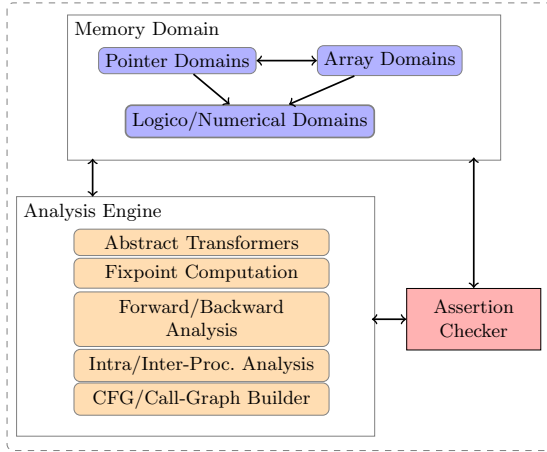 Memory Domain
Pointer Domains
Array Domains
Logico/Numerical Domains
Analysis Engine
Abstract Transformers
Fixpoint Computation
Forward/Backward
Analysis
Intra/Inter-Proc. Analysis
CFG/Call-Graph Builder
Assertion
Checker